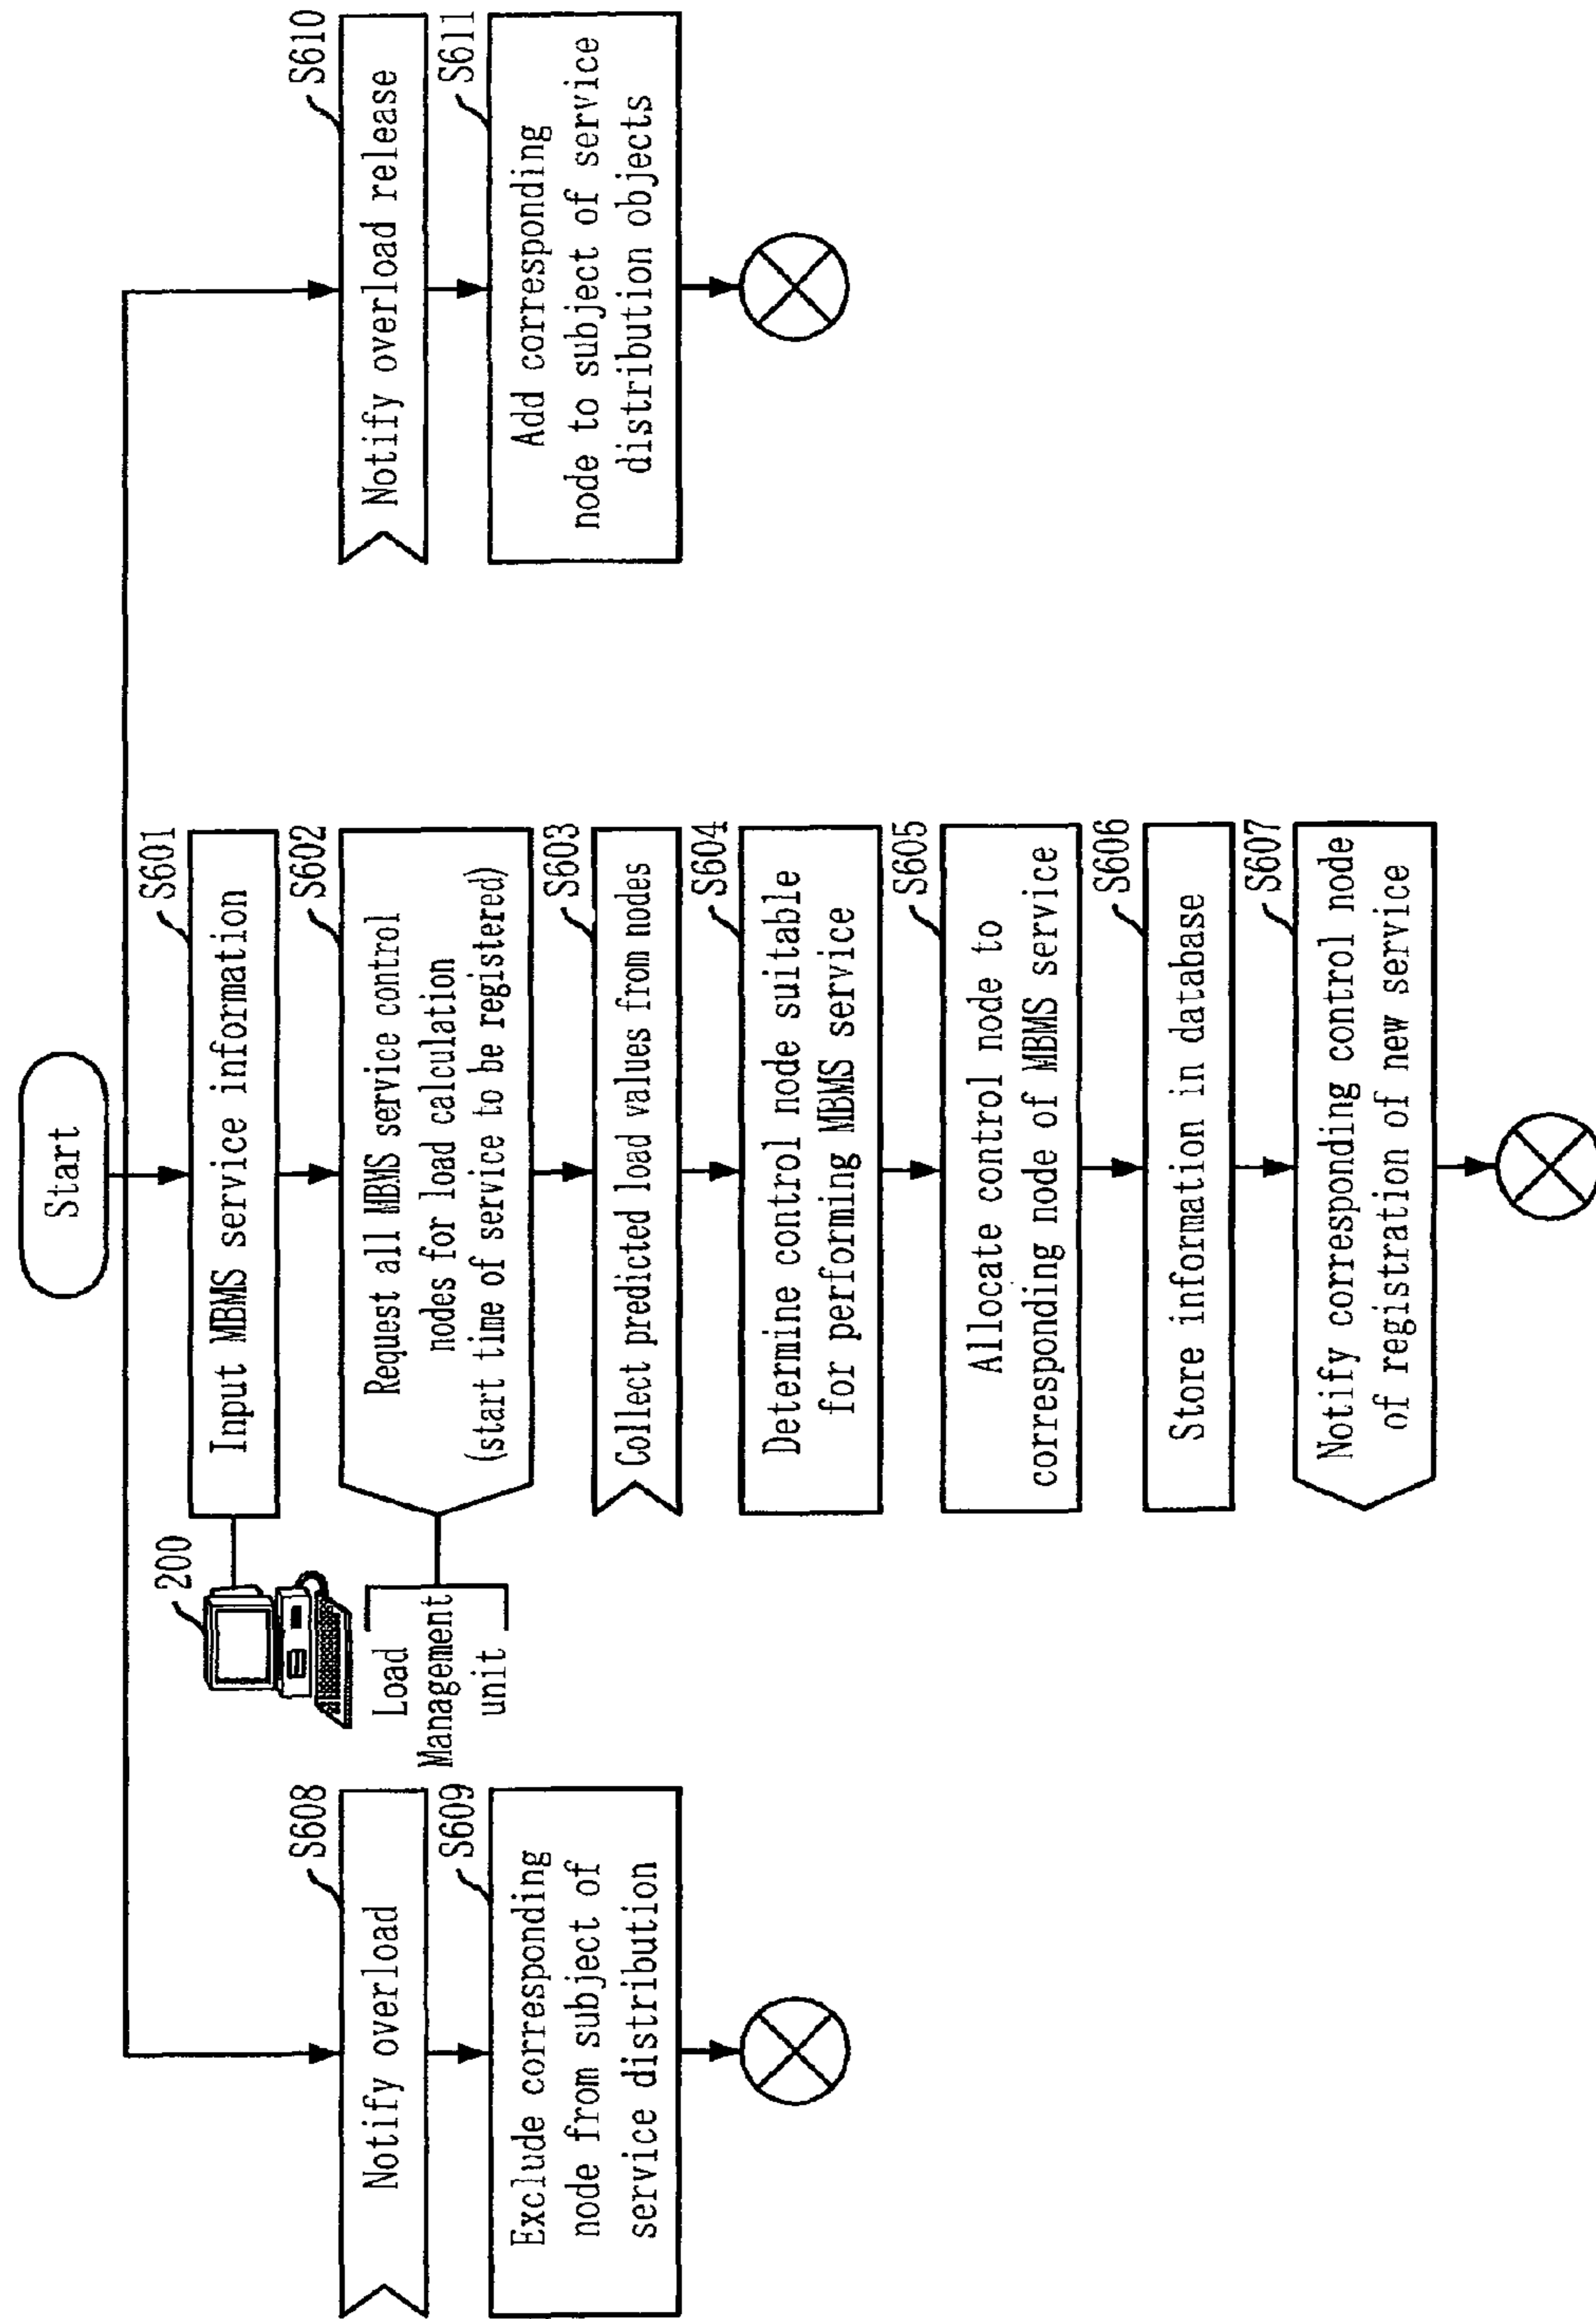 Start
S608
Notify overload
S609
Exclude corresponding
node from subject of
service distribution
200
Load
Management
unit
S601
Input MBMS service information
S602
Request all MBMS service control
nodes for load calculation
(start time of service to be registered)
S603
Collect predicted load values from nodes
S604
Determine control node suitable
for performing MBMS service
S605
Allocate control node to
corresponding node of MBMS service
S606
Store information in database
S607
Notify corresponding control node
of registration of new service
S610
Notify overload release
S611
Add corresponding
node to subject of service
distribution objects